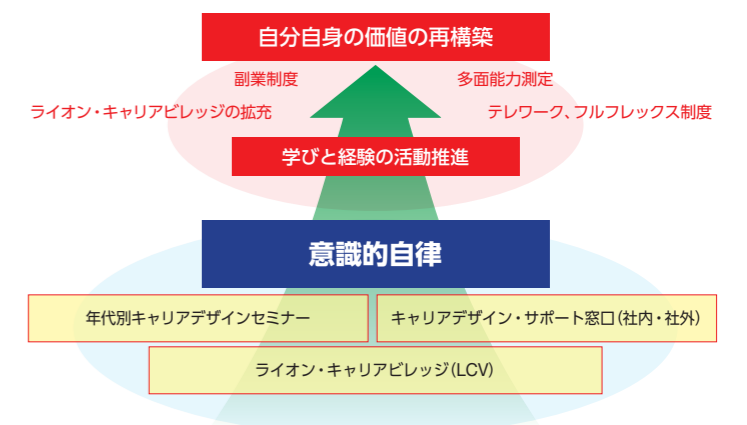 自分自身の価値の再構築
副業制度
多面能力測定
ライオン・キャリアビレッジの拡充
テレワーク、フルフレックス制度
学びと経験の活動推進
意識的自律
年代別キャリアデザインセミナー
キャリアデザイン・サポート窓口(社内・社外)
ライオン・キャリアビレッジ(LCV)